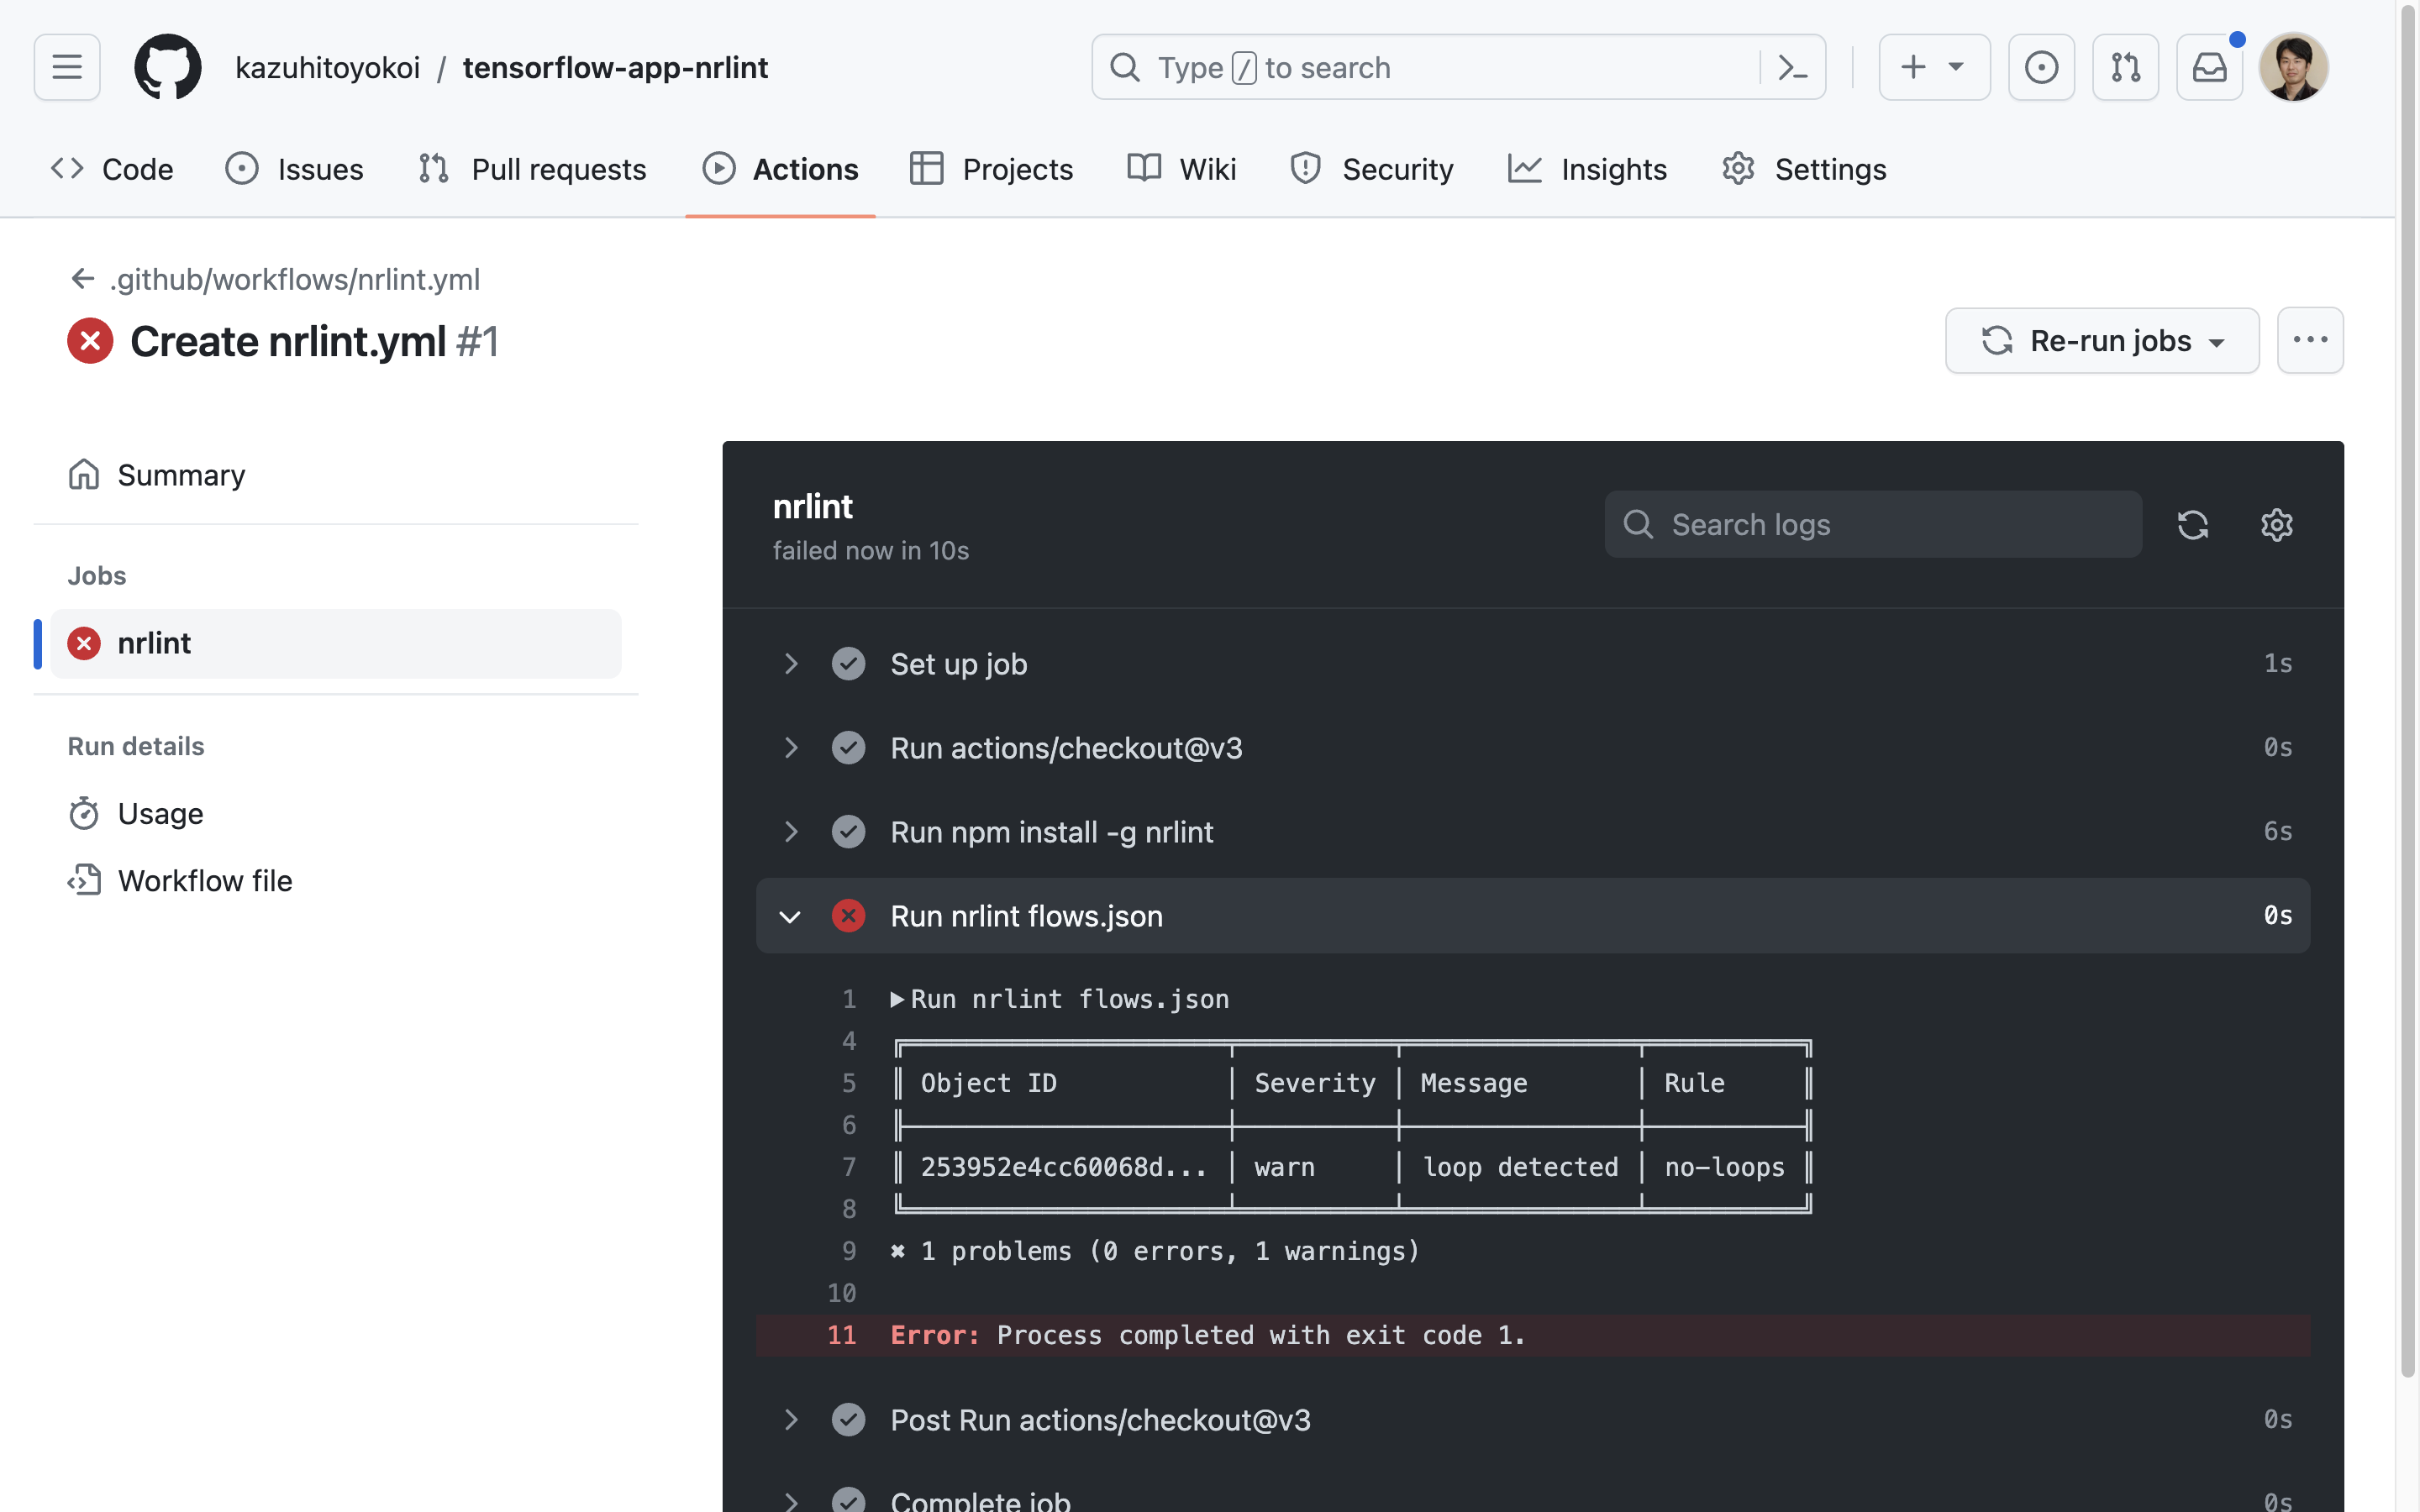 kazuhitoyokoi / tensorflow-app-nrlint
Type / to search
Code Issues Pull requests Actions Projects Wiki Security Insights Settings
.github/workflows/nrlint.yml
Create nrlint.yml #1
Re-run jobs
Summary
Jobs
nrlint
Run details
Usage
Workflow file
nrlint
failed now in 10s
Search logs
Set up job 1s
Run actions/checkout@v3 0s
Run npm install -g nrlint 6s
Run nrlint flows.json 0s
1 Run nrlint flows.json
4
5 Object ID Severity Message Rule
6
7 253952e4cc60068d... warn loop detected no-loops
8
9 ✖ 1 problems (0 errors, 1 warnings)
10
11 Error: Process completed with exit code 1.
Post Run actions/checkout@v3 0s
Complete job 0s